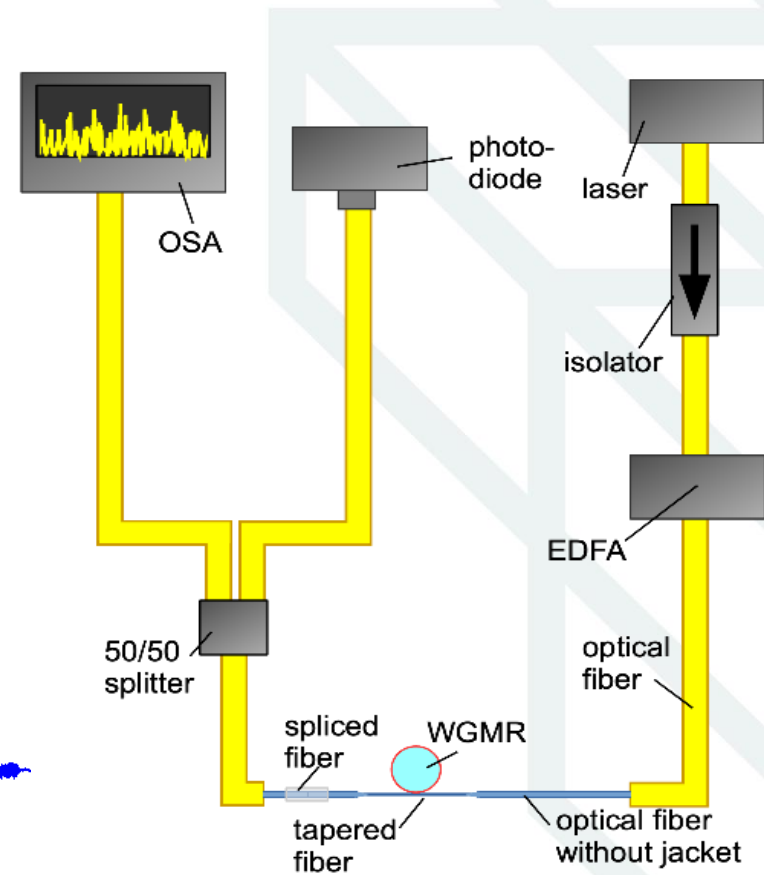 photo-
diode
laser
OSA
isolator
EDFA
50/50
splitter
optical
fiber
spliced
fiber
WGMR
tapered
fiber
optical fiber
without jacket